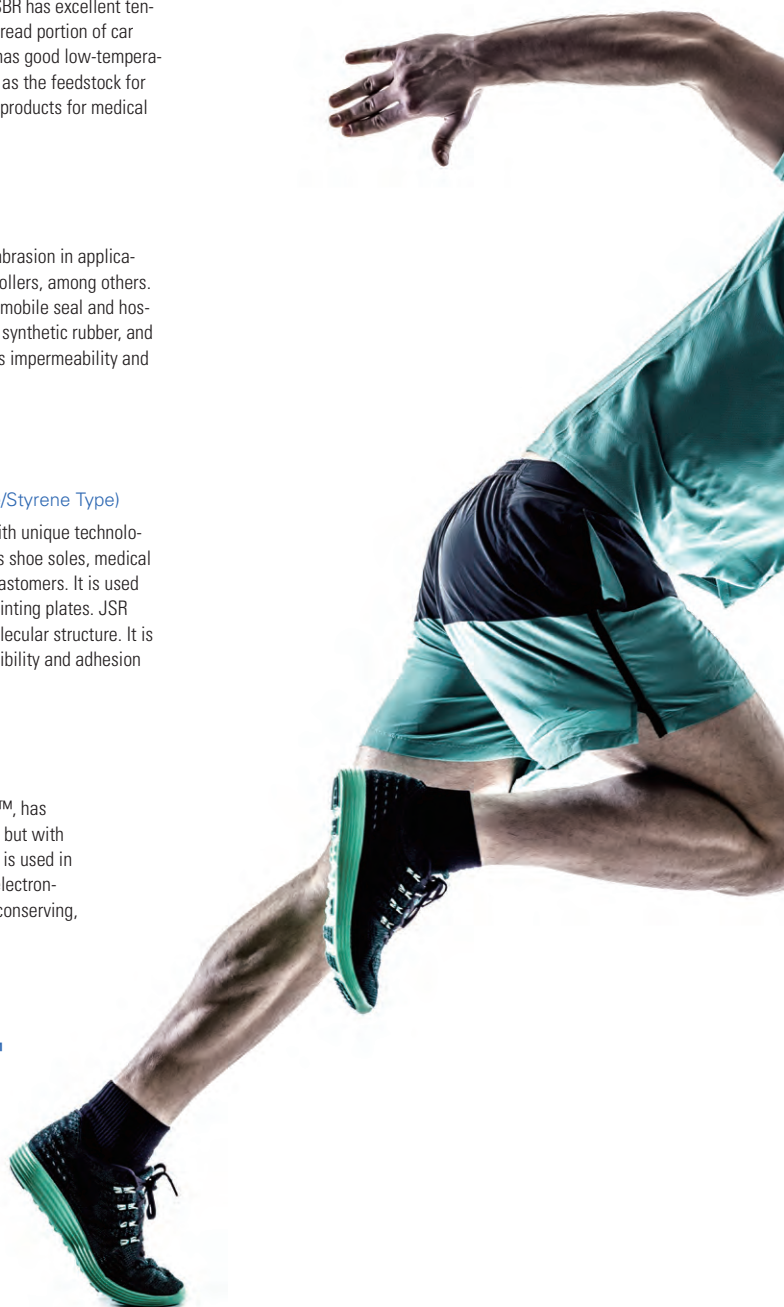 SBR has excellent ten-
read portion of car
has good low-tempera-
as the feedstock for
products for medical
abrasion in applica-
ollers, among others.
mobile seal and hos-
synthetic rubber, and
s impermeability and
/Styrene Type)
ith unique technolo-
s shoe soles, medical
astomers. It is used
inting plates. JSR
lecular structure. It is
ibility and adhesion
™, has
but with
is used in
lectron-
conserving,